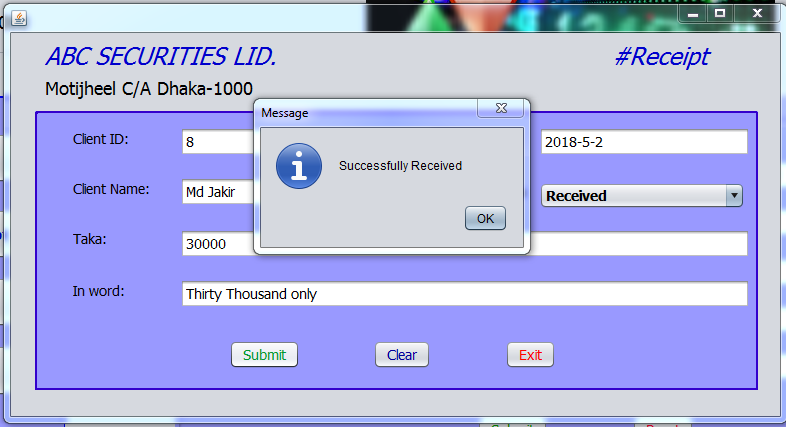 ABC SECURITIES LID.
#Receipt
Motijheel C/A Dhaka-1000
Message
Successfully Received
OK
Client ID:
8
2018-5-2
Client Name:
Md Jakir
Received
Taka:
30000
In word:
Thirty Thousand only
Submit
Clear
Exit